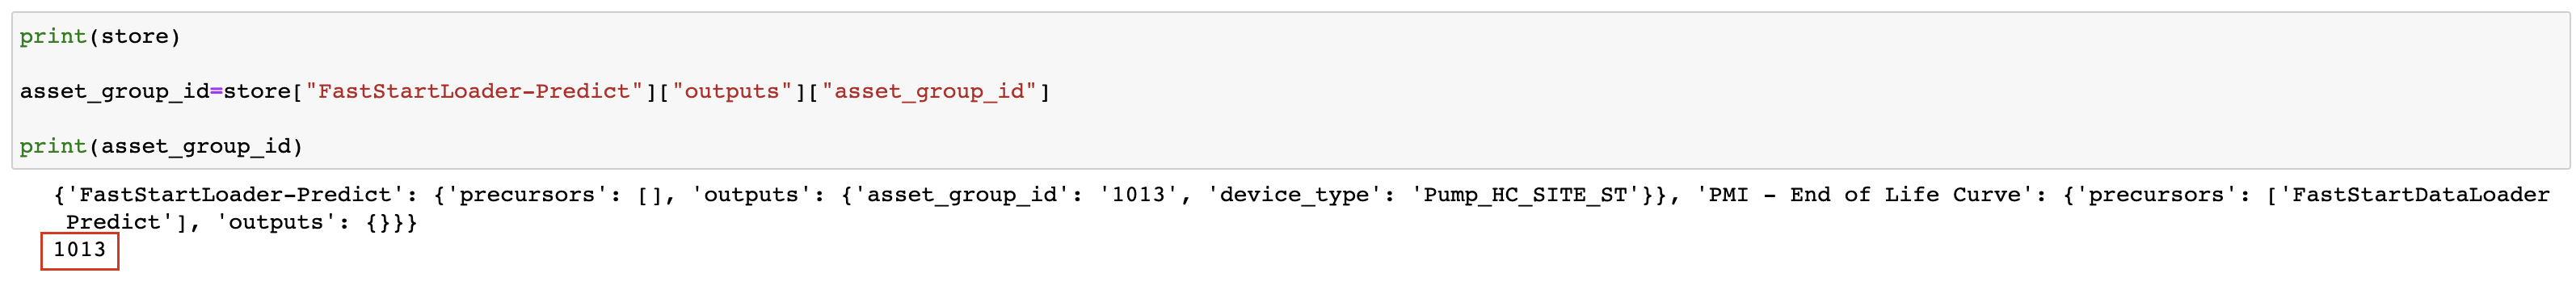 print(store)
asset_group_id=store["FastStartLoader-Predict"]["outputs"]["asset_group_id"]
print(asset_group_id)
{'FastStartLoader-Predict': {'precursors': [], 'outputs': {'asset_group_id': '1013', 'device_type': 'Pump_HC_SITE_ST'}}, 'PMI - End of Life Curve': {'precursors': ['FastStartDataLoader
Predict'], 'outputs': {}}}
1013